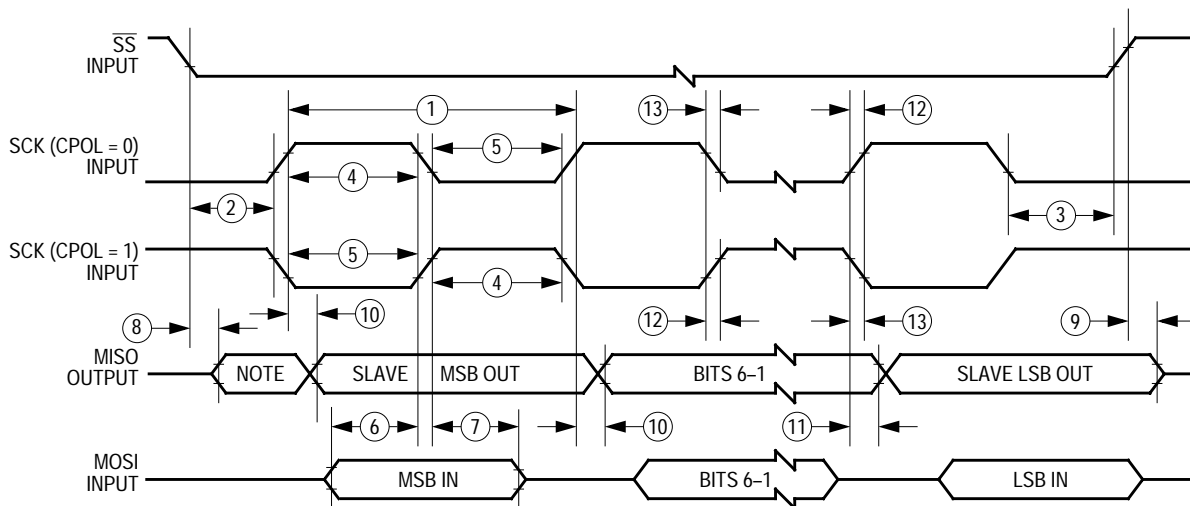 SS
INPUT
1
13
12
SCK (CPOL = 0)
INPUT
5
4
2
3
SCK (CPOL = 1)
INPUT
5
4
8
10
12
13
9
MISO
OUTPUT
NOTE
SLAVE MSB OUT
BITS 6–1
SLAVE LSB OUT
6
7
10
11
MOSI
INPUT
MSB IN
BITS 6–1
LSB IN